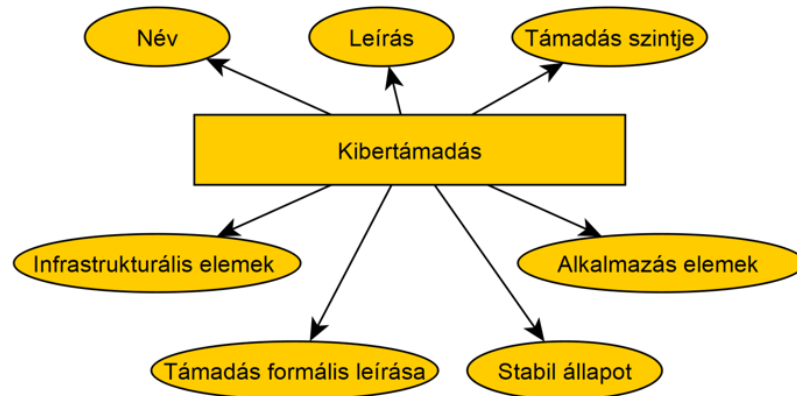 Név
Leírás
Támadás szintje
Kibertámadás
Infrastrukturális elemek
Alkalmazás elemek
Támadás formális leírása
Stabil állapot